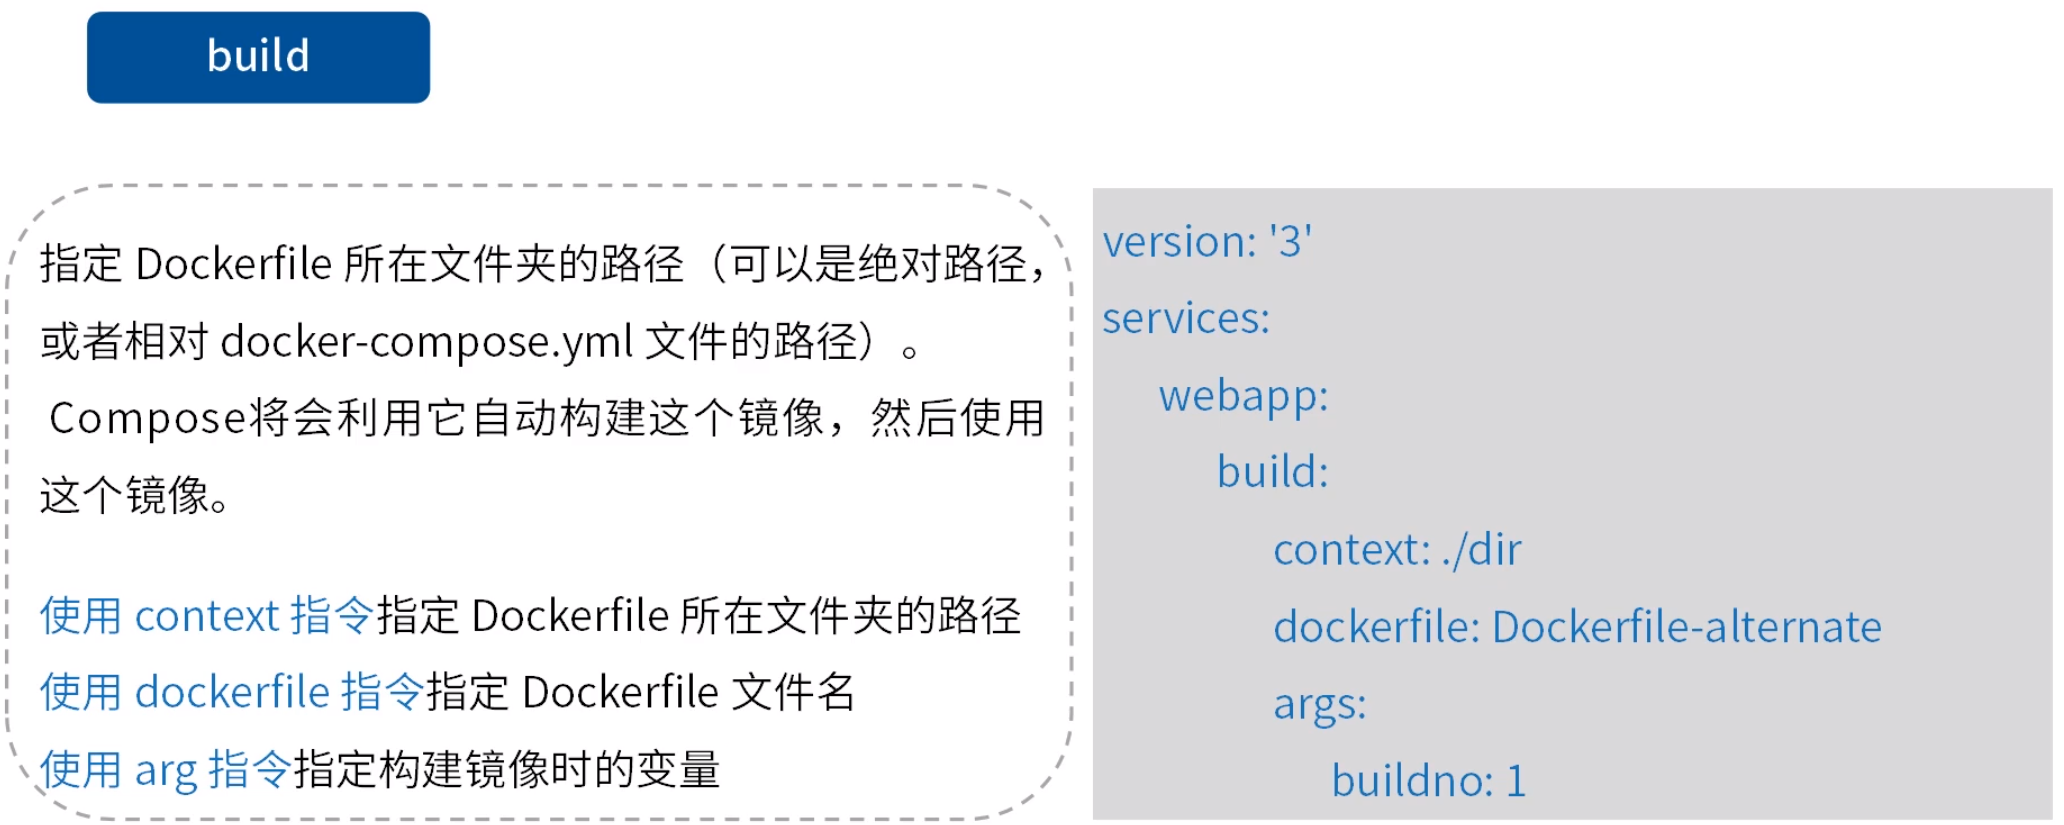 build
指定 Dockerfile 所在文件夹的路径（可以是绝对路径，
或者相对 docker-compose.yml 文件的路径）。
Compose将会利用它自动构建这个镜像，然后使用
这个镜像。
使用 context 指令指定 Dockerfile 所在文件夹的路径
使用 dockerfile 指令指定 Dockerfile 文件名
使用 arg 指令指定构建镜像时的变量
version: '3'
services:
webapp:
build:
context: ./dir
dockerfile: Dockerfile-alternate
args:
buildno: 1